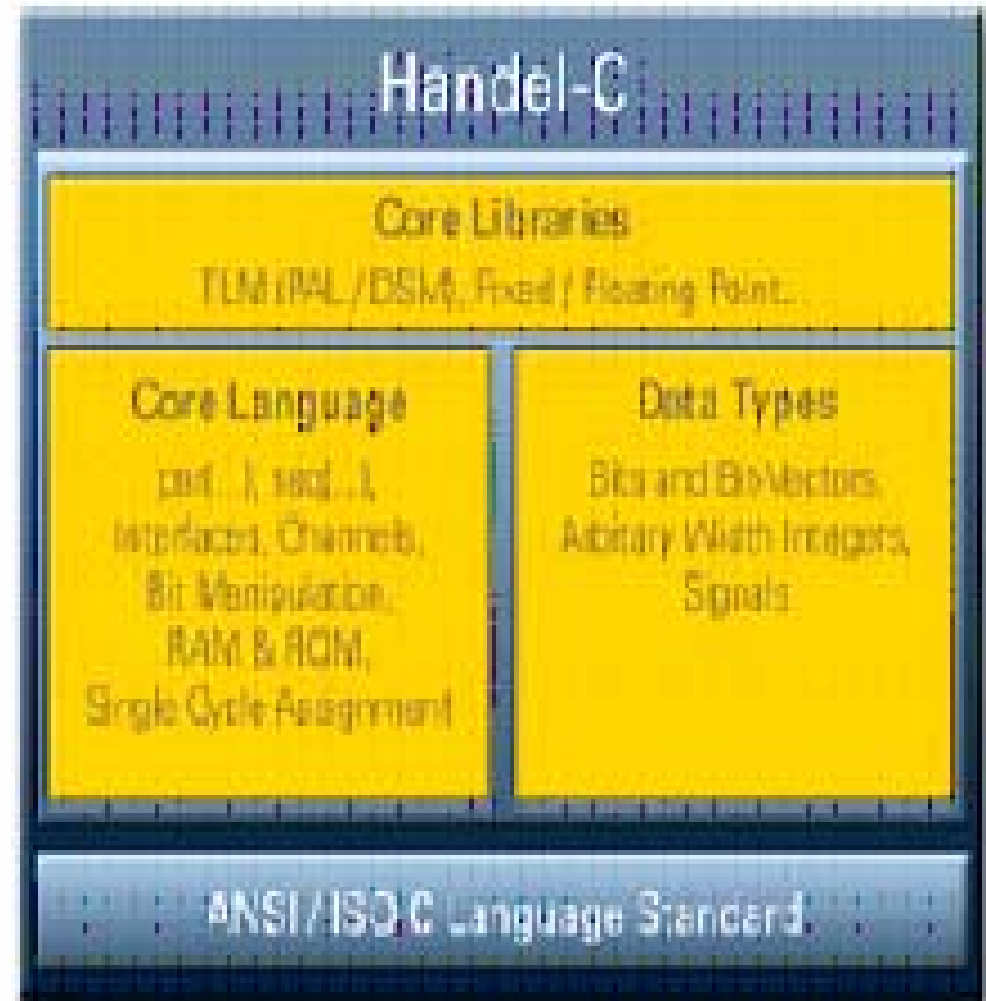 Handel-C
Core Libraries
TLM (PAL / DSM), Fixed / Floating Point
Core Language
par{...}, seq{...},
Interfaces, Channels,
Bit Manipulation,
RAM & ROM,
Single Cycle Assignment
Data Types
Bits and Bit-Vectors,
Arbitrary Width Integers,
Signals
ANSI / ISO C Language Standard